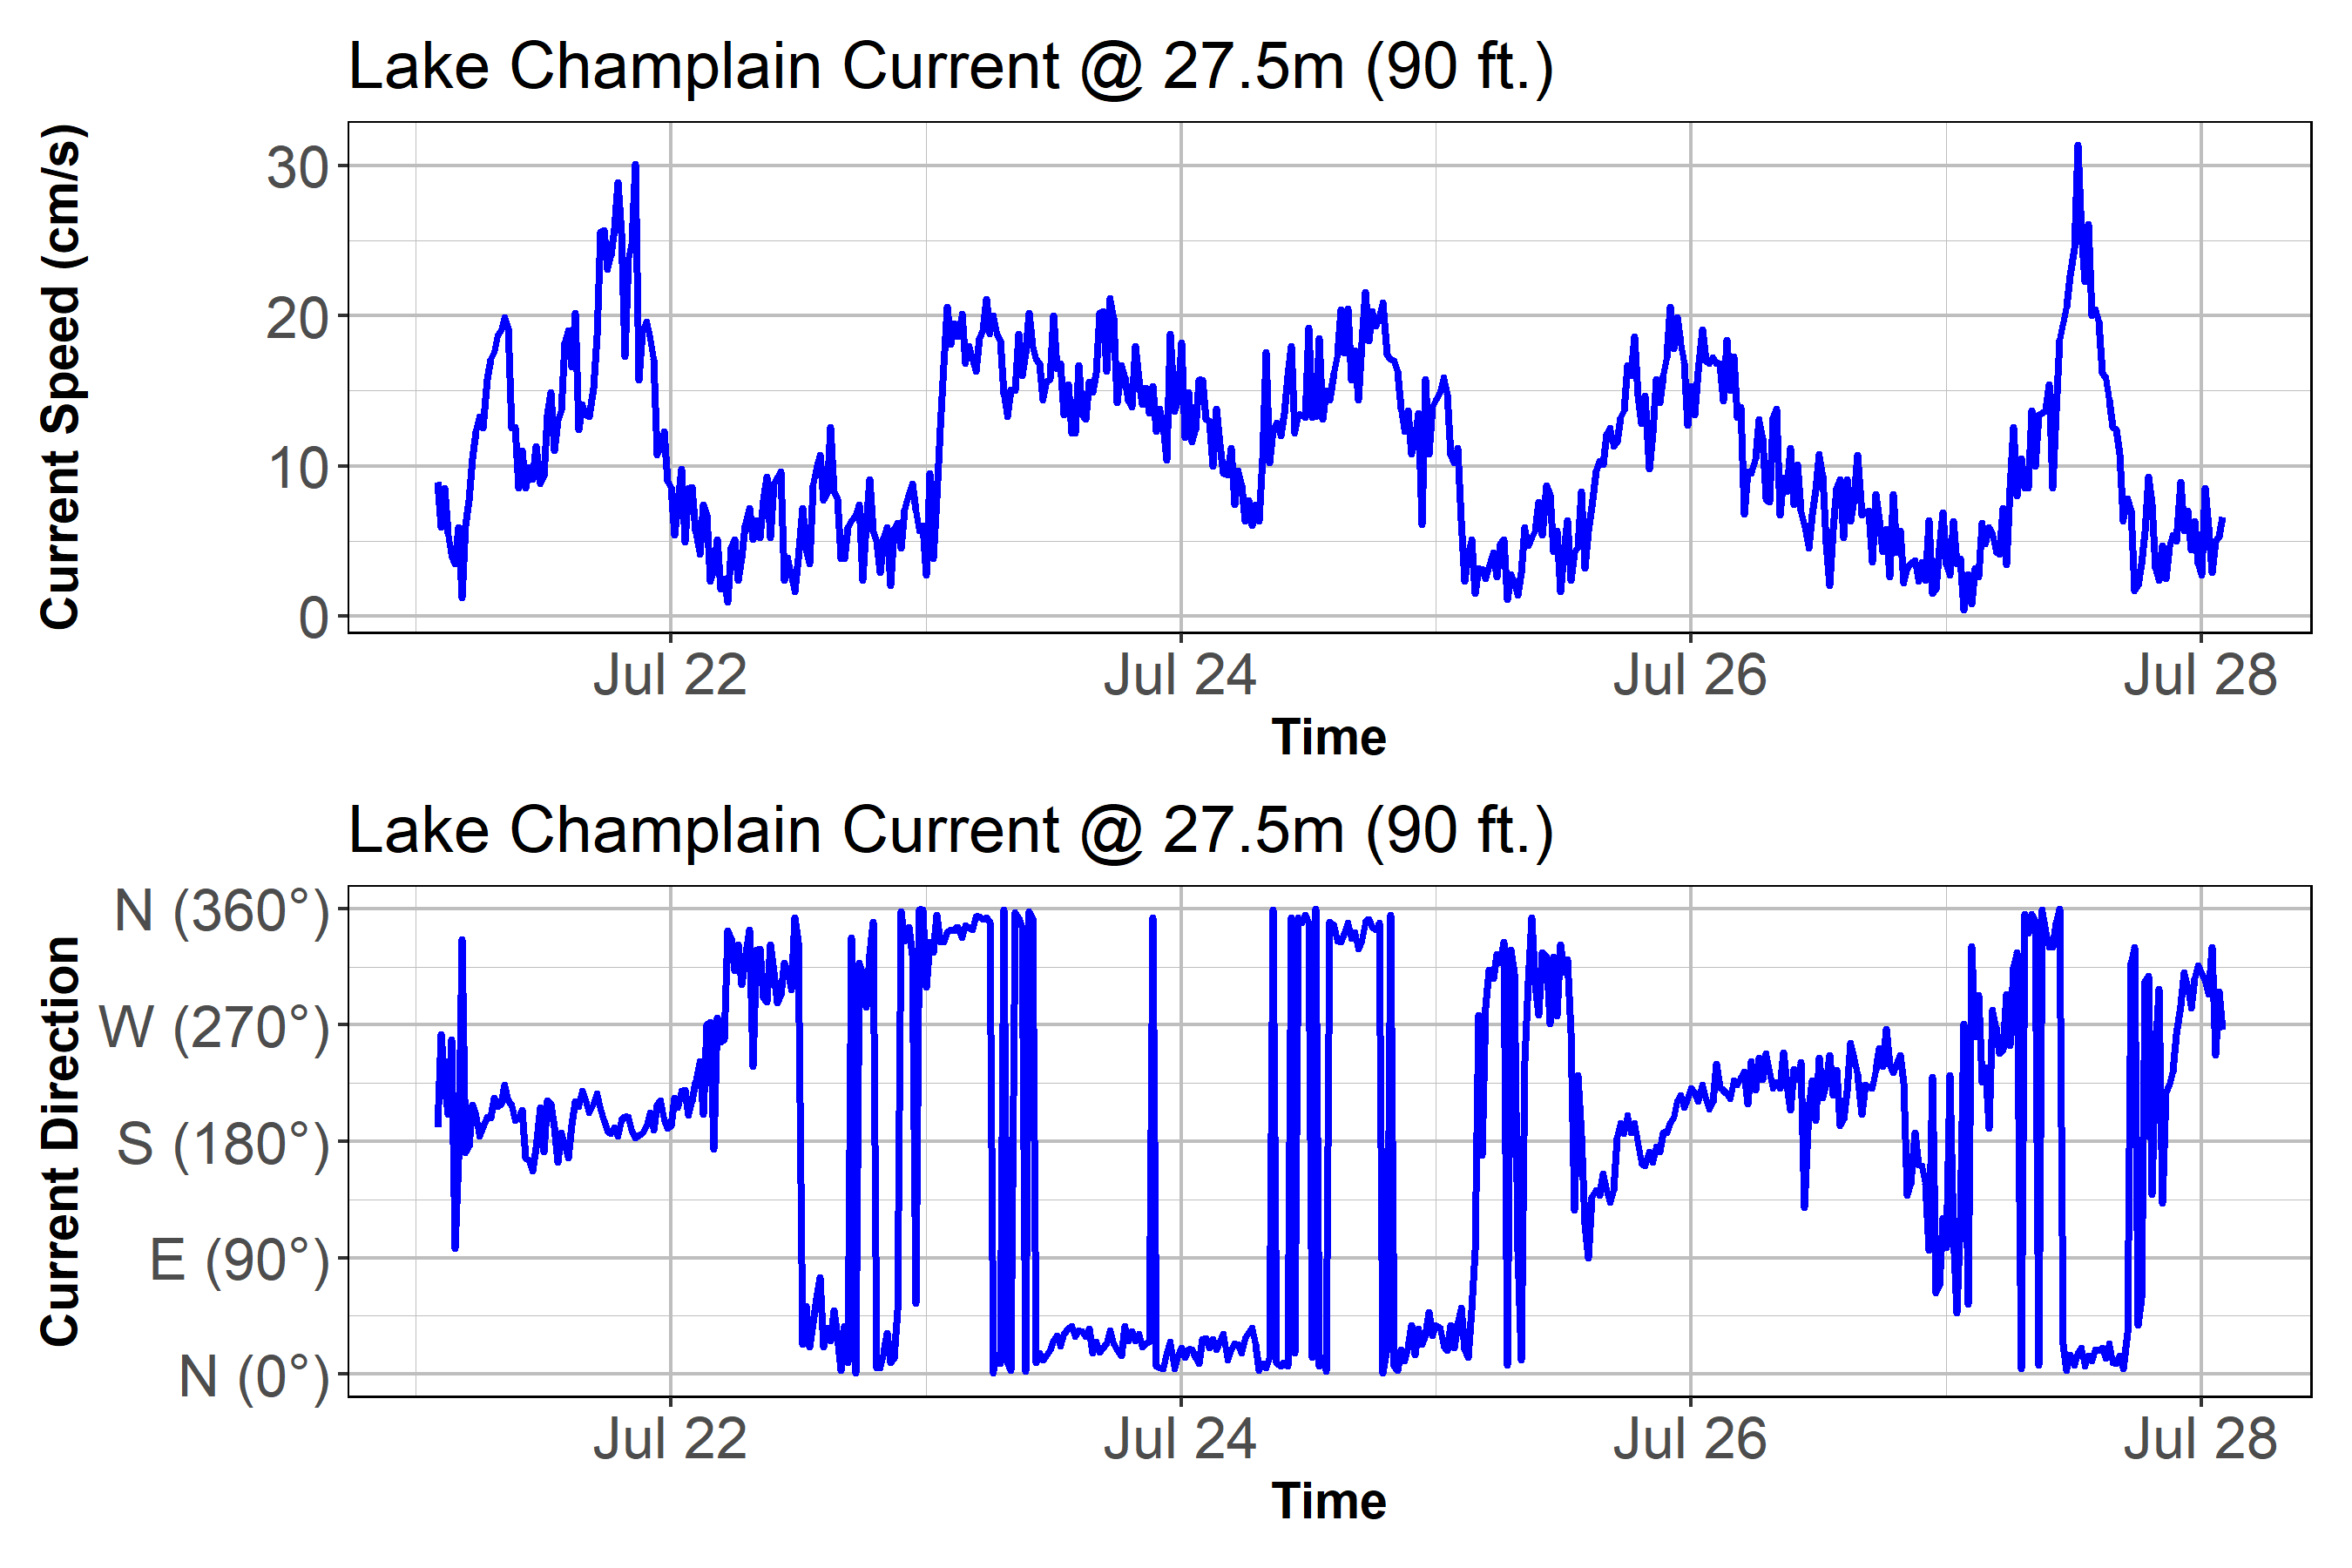 Lake Champlain Current @ 27.5m (90 ft.)
Current Speed (cm/s)
30
20
10
0
Jul 22 Jul 24 Jul 26 Jul 28
Time
Lake Champlain Current @ 27.5m (90 ft.)
Current Direction
N (360°)
W (270°)
S (180°)
E (90°)
N (0°)
Jul 22 Jul 24 Jul 26 Jul 28
Time